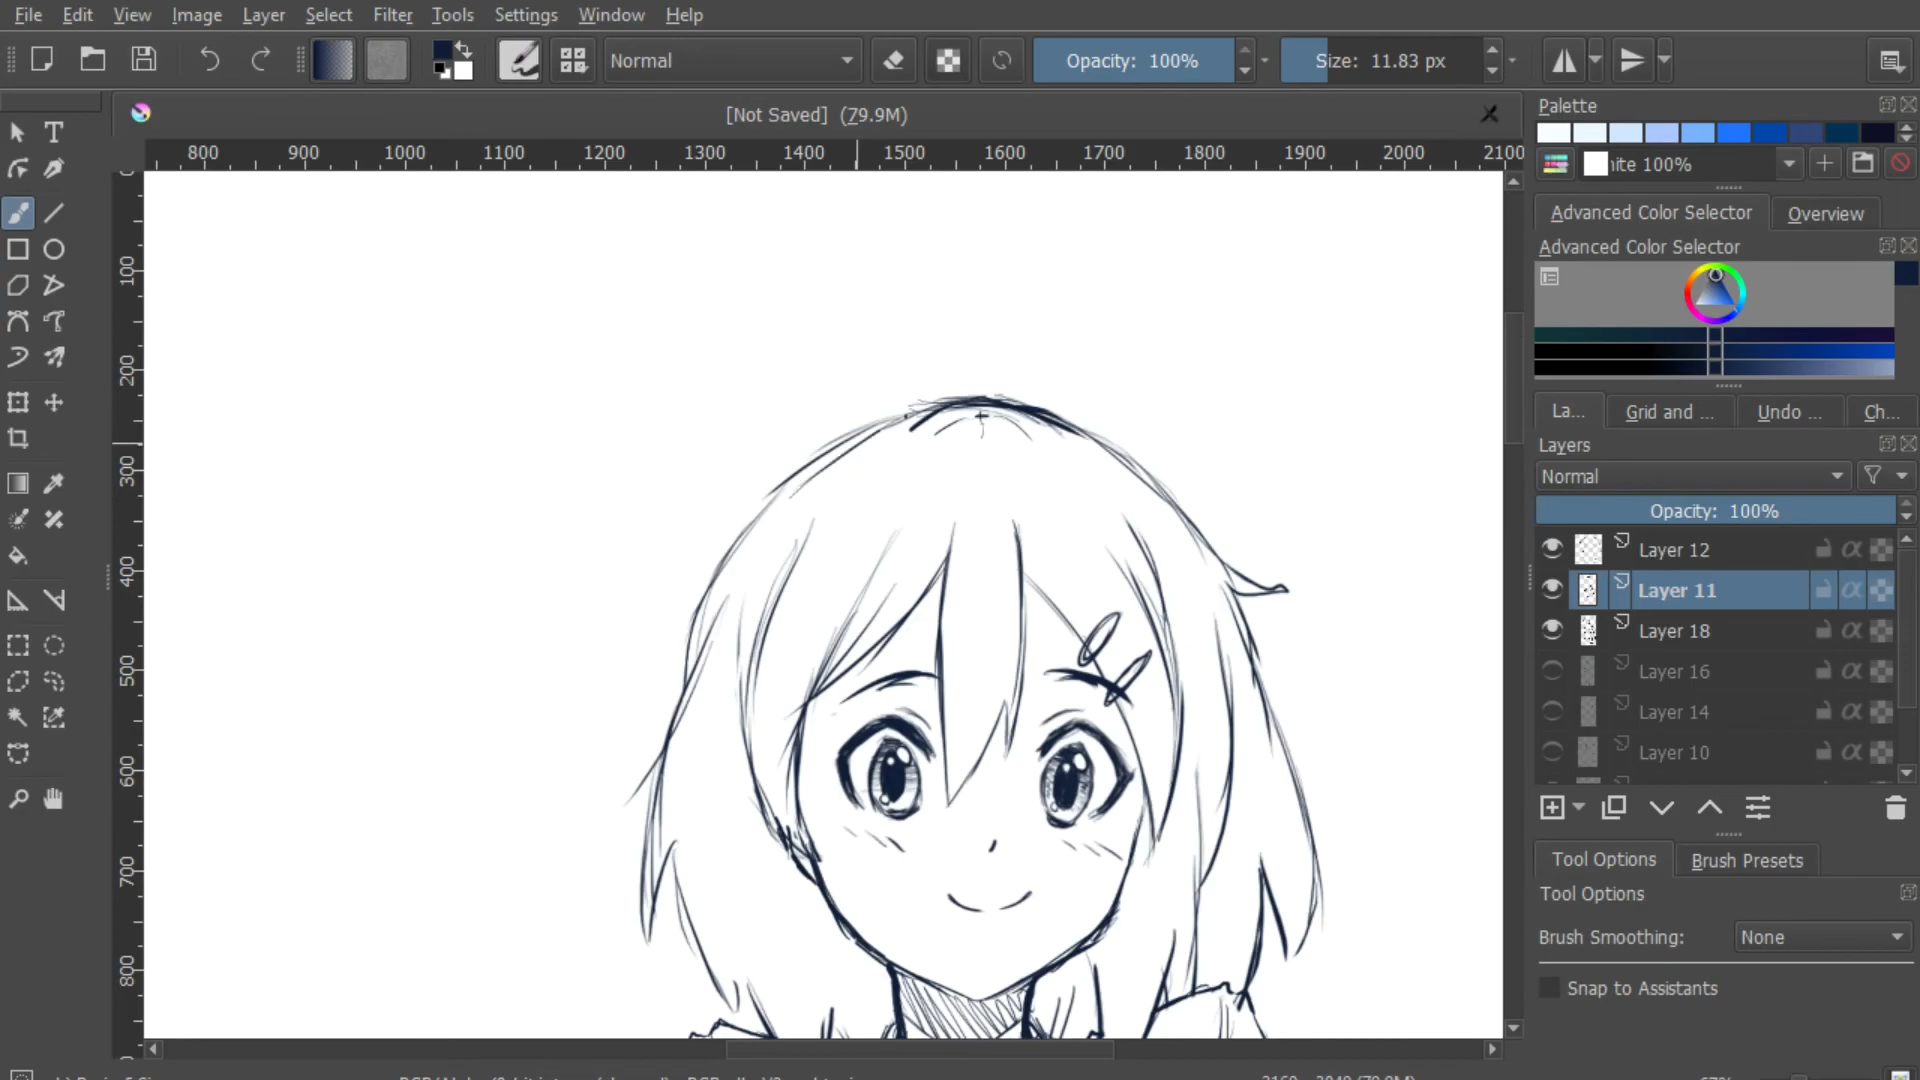 File Edit View Image Layer Select Filter Tools Settings Window Help
Normal Opacity: 100% Size: 11.83 px
[Not Saved] (79.9M)
800 900 1000 1100 1200 1300 1400 1500 1600 1700 1800 1900 2000 2100
100
200
300
400
500
600
700
800
Palette
ite 100%
Advanced Color Selector Overview
Advanced Color Selector
La... Grid and ... Undo ... Ch...
Layers
Normal
Opacity: 100%
Layer 12
Layer 11
Layer 18
Layer 16
Layer 14
Layer 10
Tool Options Brush Presets
Tool Options
Brush Smoothing: None
Snap to Assistants